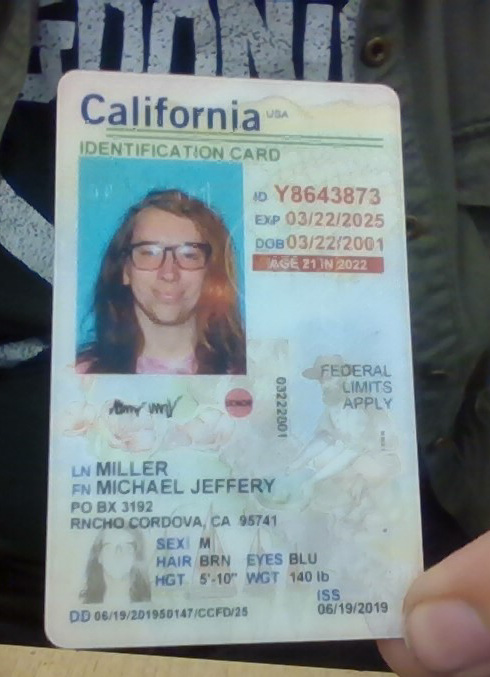 California USA
IDENTIFICATION CARD
ID Y8643873
EXP 03/22/2025
DOB 03/22/2001
AGE 21 IN 2022
FEDERAL
LIMITS
APPLY
DONOR
03222001
LN MILLER
FN MICHAEL JEFFERY
PO BX 3192
RNCHO CORDOVA, CA 95741
SEX M
HAIR BRN EYES BLU
HGT 5'-10" WGT 140 lb
ISS
DD 06/19/201950147/CCFD/25 06/19/2019